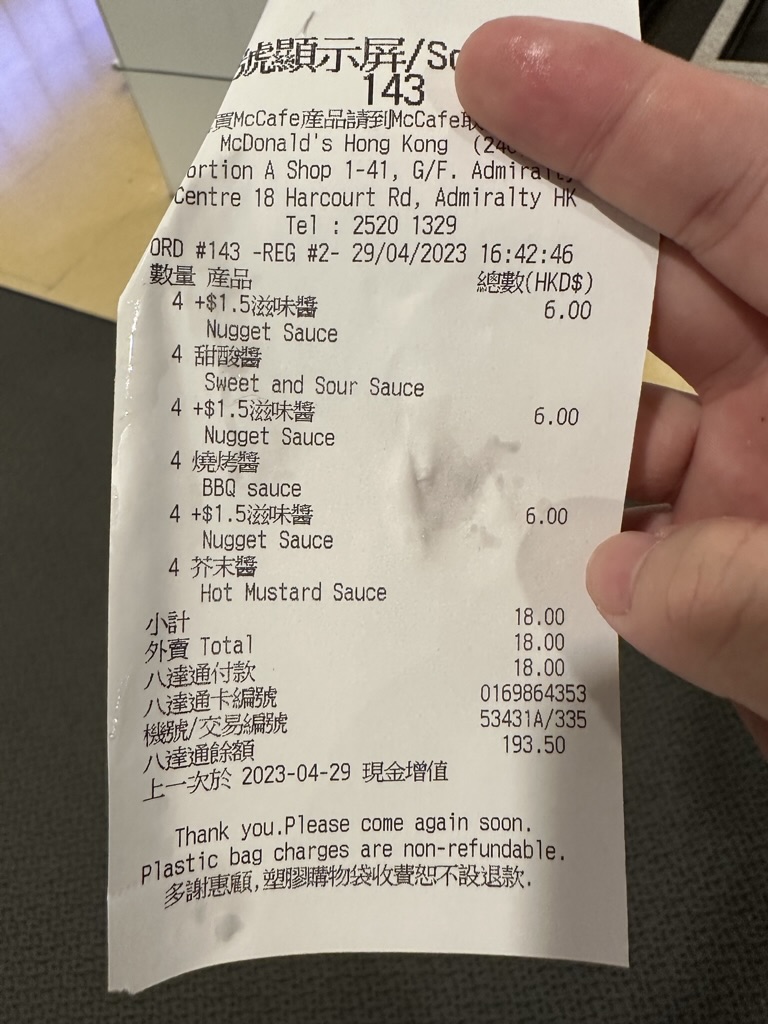 號顯示屏/Sc
143
買McCafe產品請到McCafe取
McDonald's Hong Kong (240
ortion A Shop 1-41, G/F. Admiralty
Centre 18 Harcourt Rd, Admiralty HK
Tel : 2520 1329
ORD #143 -REG #2- 29/04/2023 16:42:46
數量 產品 總數(HKD$)
4 +$1.5滋味醬 6.00
Nugget Sauce
4 甜酸醬
Sweet and Sour Sauce
4 +$1.5滋味醬 6.00
Nugget Sauce
4 燒烤醬
BBQ sauce
4 +$1.5滋味醬 6.00
Nugget Sauce
4 芥末醬
Hot Mustard Sauce
小計 18.00
外賣 Total 18.00
八達通付款 18.00
八達通卡編號 0169864353
機號/交易編號 53431A/335
八達通餘額 193.50
上一次於 2023-04-29 現金增值
Thank you.Please come again soon.
Plastic bag charges are non-refundable.
多謝惠顧,塑膠購物袋收費恕不設退款.